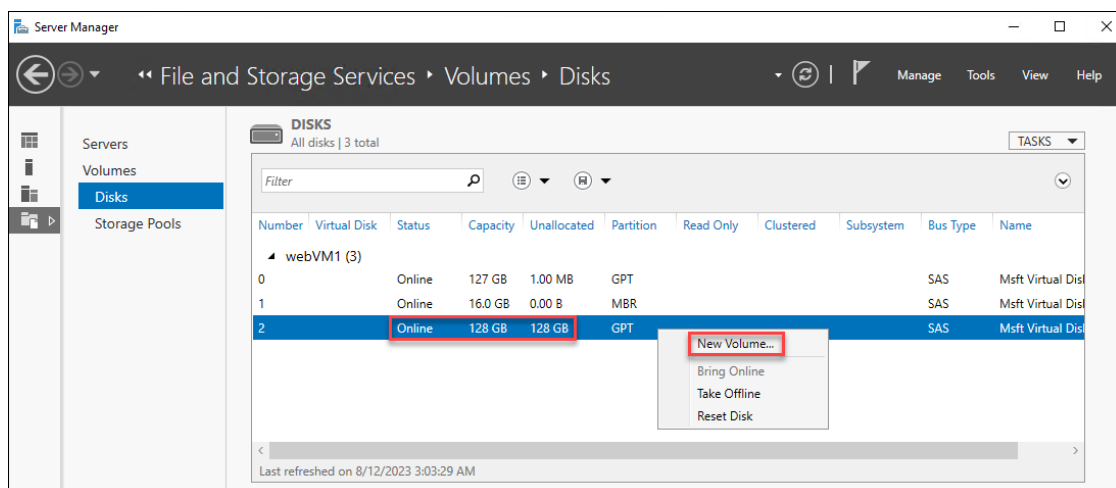 Server Manager
File and Storage Services ‣ Volumes ‣ Disks
Manage Tools View Help
Servers
Volumes
Disks
Storage Pools
DISKS
All disks | 3 total
TASKS
Filter
Number Virtual Disk Status Capacity Unallocated Partition Read Only Clustered Subsystem Bus Type Name
webVM1 (3)
0 Online 127 GB 1.00 MB GPT SAS Msft Virtual Disl
1 Online 16.0 GB 0.00 B MBR SAS Msft Virtual Disl
2 Online 128 GB 128 GB GPT SAS Msft Virtual Disl
New Volume...
Bring Online
Take Offline
Reset Disk
Last refreshed on 8/12/2023 3:03:29 AM